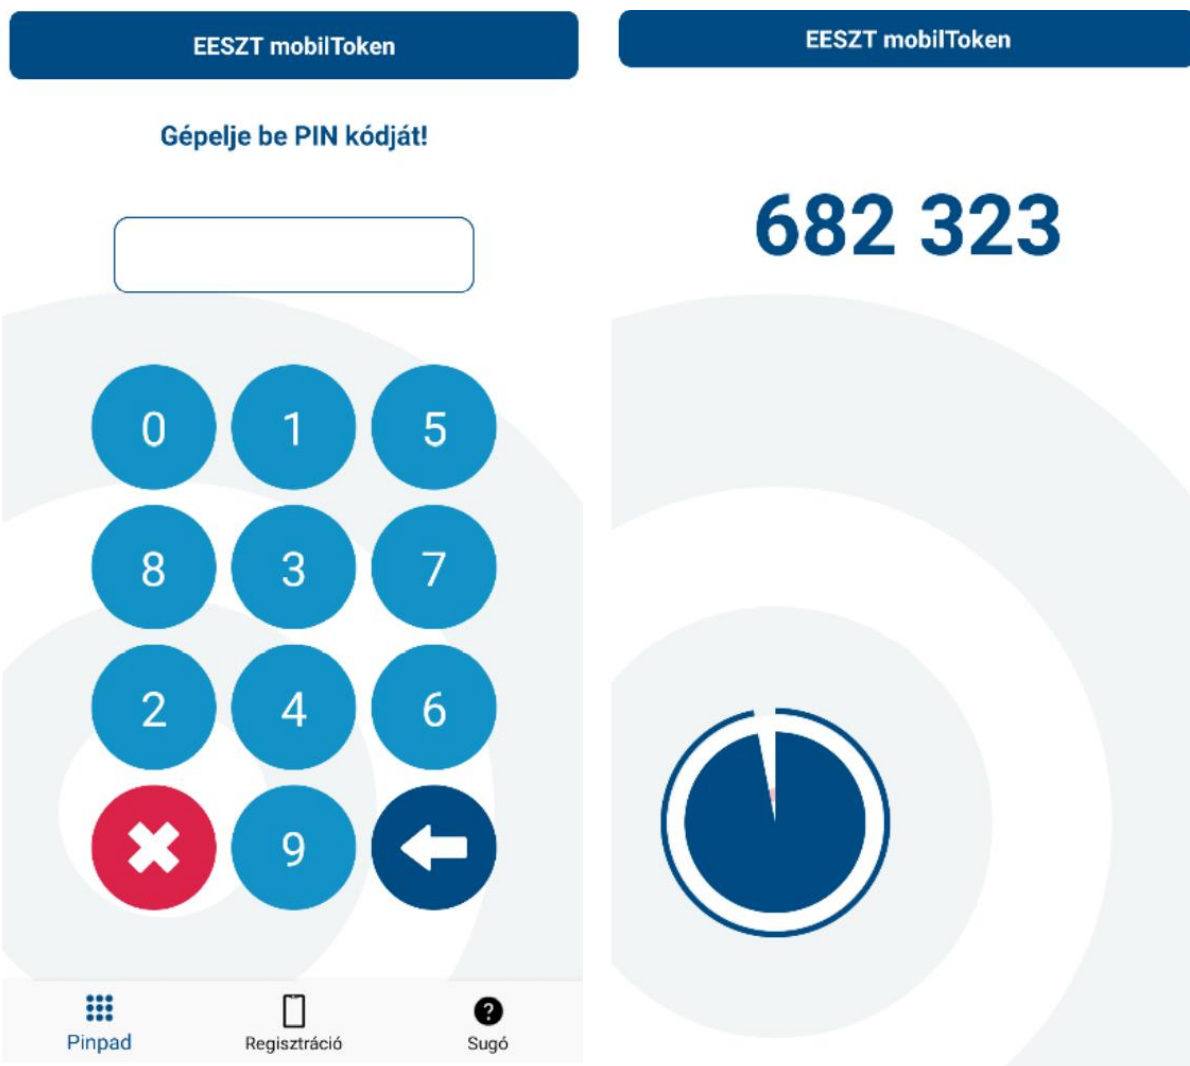 EESZT mobilToken
Gépelje be PIN kódját!
0 1 5
8 3 7
2 4 6
9
Pinpad Regisztráció Sugó
EESZT mobilToken
682 323